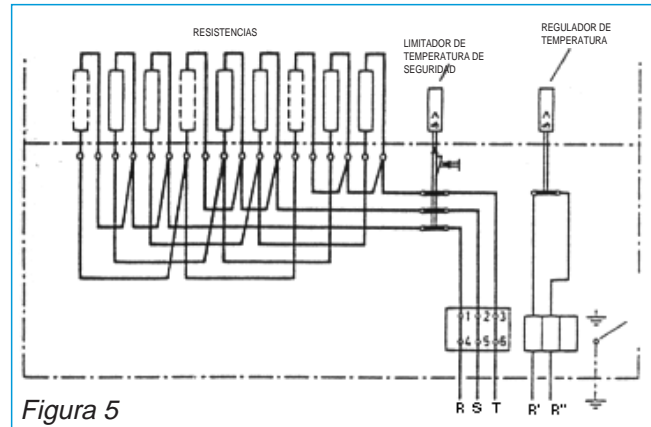 RESISTENCIAS
LIMITADOR DE
TEMPERATURA DE
SEGURIDAD
REGULADOR DE
TEMPERATURA
1 2 3
4 5 6
R S T R' R"
Figura 5